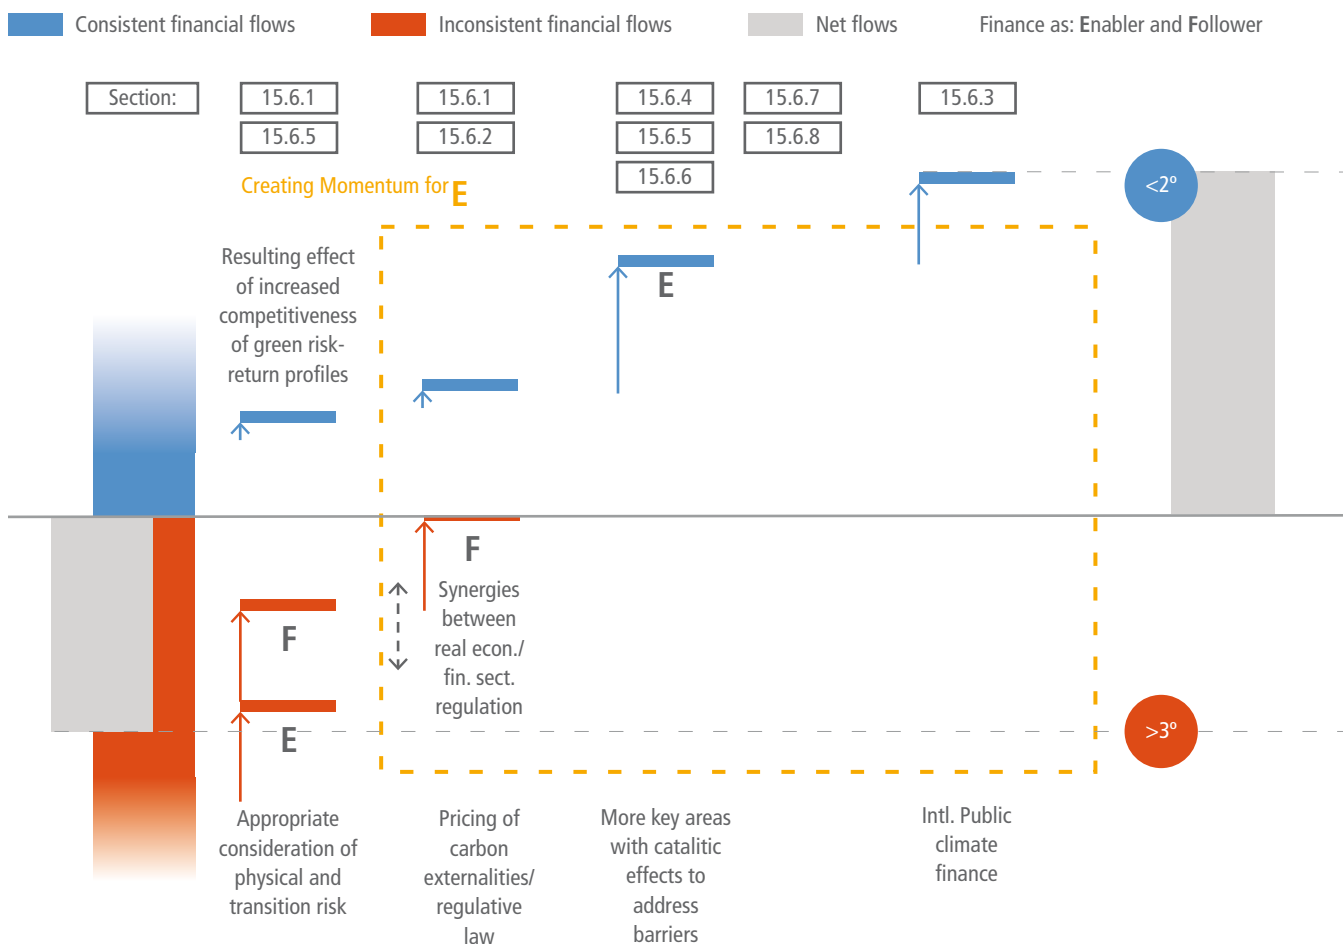 Consistent financial flows
Inconsistent financial flows
Net flows
Finance as: Enabler and Follower
Section:
15.6.1
15.6.5
15.6.1
15.6.2
15.6.4
15.6.5
15.6.6
15.6.7
15.6.8
15.6.3
Creating Momentum for E
<2°
Resulting effect
of increased
competitiveness
of green risk-
return profiles
E
F
Synergies
between
real econ./
fin. sect.
regulation
F
E
>3°
Appropriate
consideration of
physical and
transition risk
Pricing of
carbon
externalities/
regulative
law
More key areas
with catalitic
effects to
address
barriers
Intl. Public
climate
finance